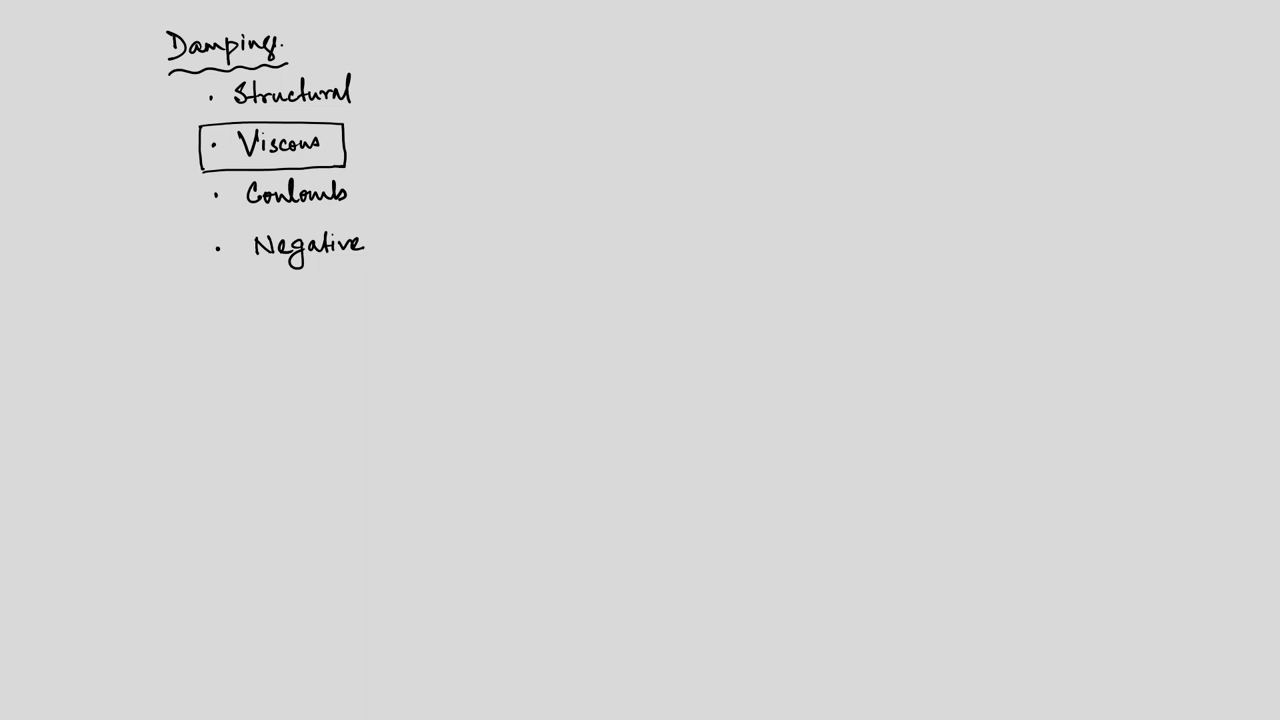 Damping.
• Structural
• Viscous
• Coulomb
• Negative